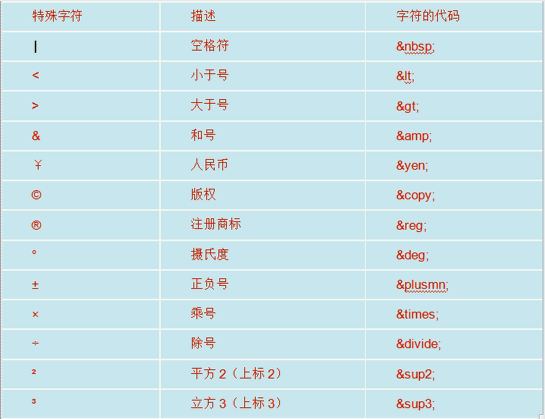 特殊字符 描述 字符的代码
| 空格符 &nbsp;
< 小于号 &lt;
> 大于号 &gt;
& 和号 &amp;
￥ 人民币 &yen;
© 版权 &copy;
® 注册商标 &reg;
° 摄氏度 &deg;
± 正负号 &plusmn;
× 乘号 &times;
÷ 除号 &divide;
² 平方2（上标2） &sup2;
³ 立方3（上标3） &sup3;